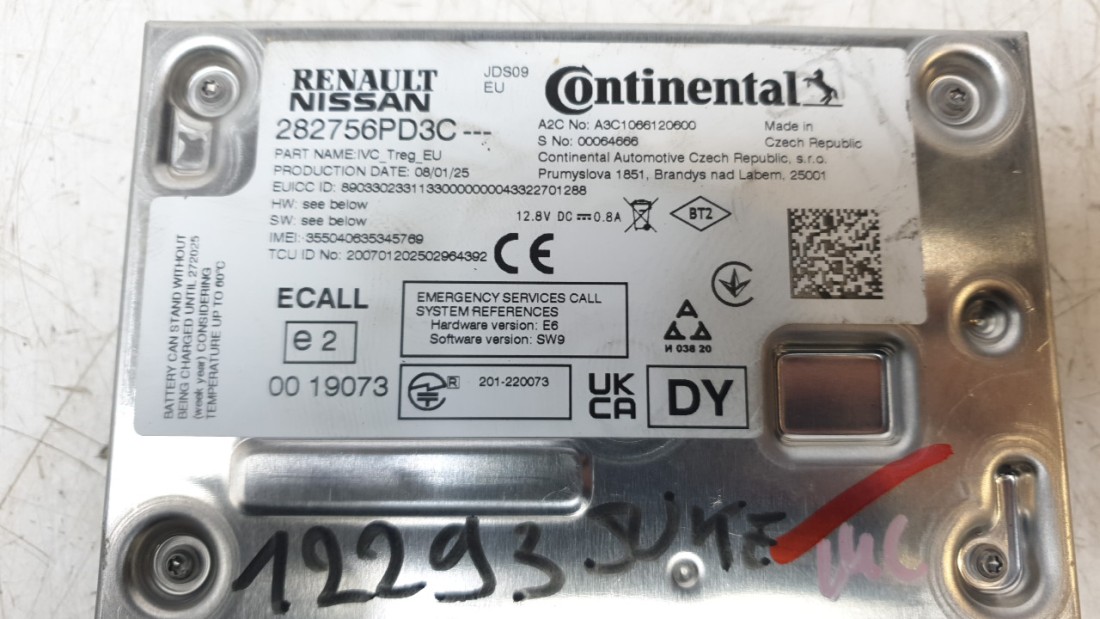 RENAULT
NISSAN
JDS09
EU
Continental
282756PD3C---
A2C No: A3C1066120600
S No: 00064666
Made in
Czech Republic
PART NAME:IVC_Treg_EU
Continental Automotive Czech Republic, s.r.o.
PRODUCTION DATE: 08/01/25
Prumyslova 1851, Brandys nad Labem, 25001
EUICC ID: 89033023311330000000043322701288
HW: see below
SW: see below
12.8V DC⎓0.8A
BT2
IMEI: 355040635345769
TCU ID No: 200701202502964392
CE
BATTERY CAN STAND WITHOUT
BEING CHARGED UNTIL 272025
(week year) CONSIDERING
TEMPERATURE UP TO 60°C
ECALL
e 2
00 19073
EMERGENCY SERVICES CALL
SYSTEM REFERENCES
Hardware version: E6
Software version: SW9
И 038 20
R 201-220073
UK
CA
DY
12293